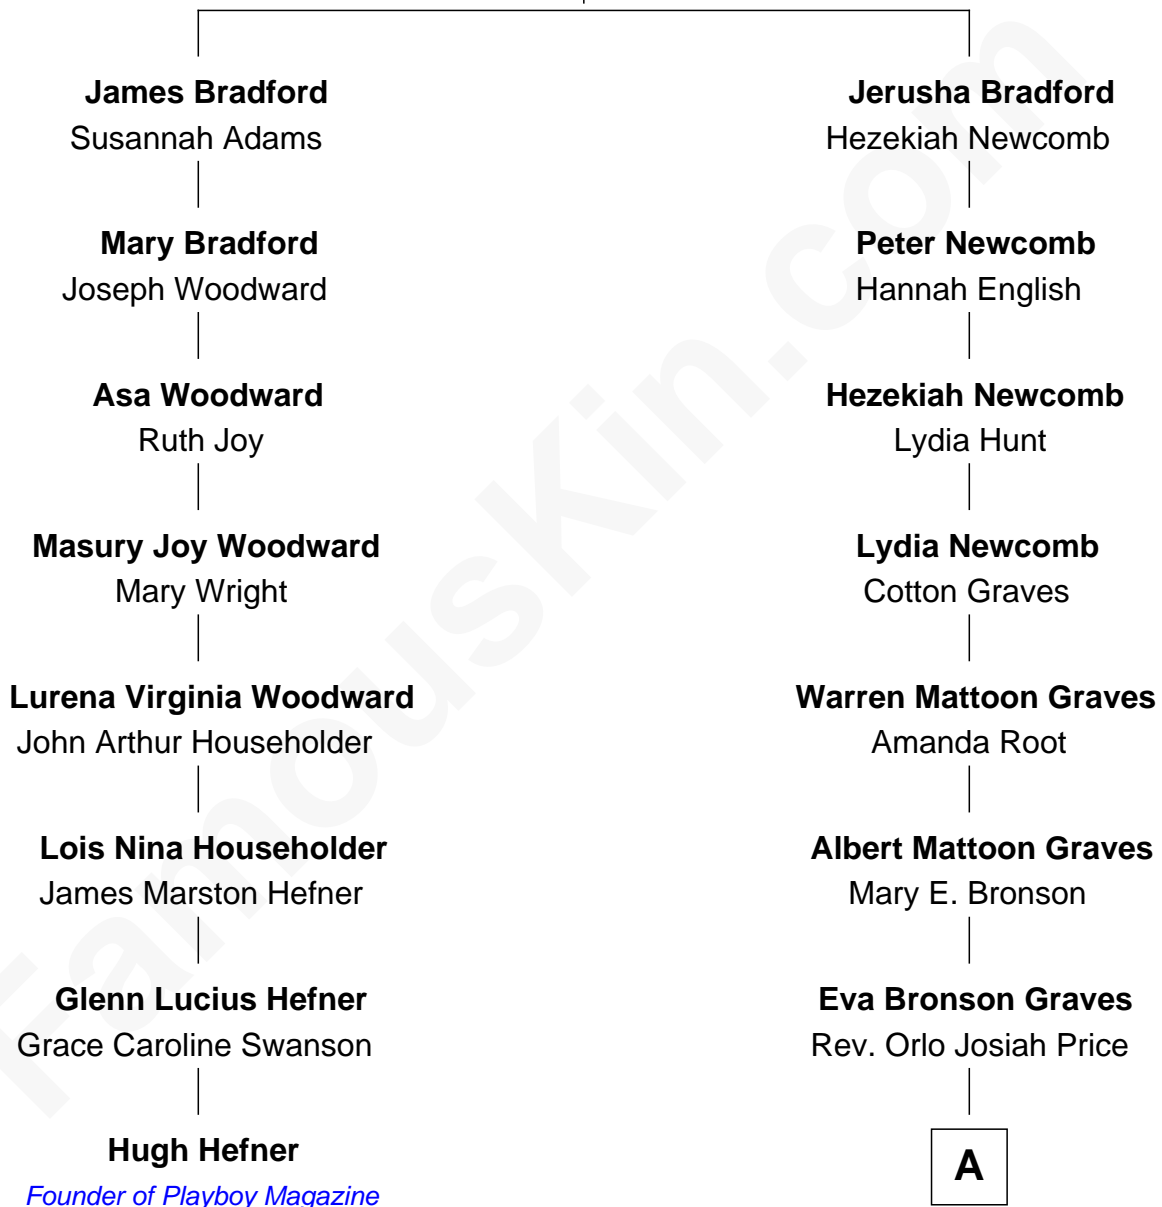 James Bradford
Susannah Adams
Mary Bradford
Joseph Woodward
Asa Woodward
Ruth Joy
Masury Joy Woodward
Mary Wright
Lurena Virginia Woodward
John Arthur Householder
Lois Nina Householder
James Marston Hefner
Glenn Lucius Hefner
Grace Caroline Swanson
Hugh Hefner
Founder of Playboy Magazine
Jerusha Bradford
Hezekiah Newcomb
Peter Newcomb
Hannah English
Hezekiah Newcomb
Lydia Hunt
Lydia Newcomb
Cotton Graves
Warren Mattoon Graves
Amanda Root
Albert Mattoon Graves
Mary E. Bronson
Eva Bronson Graves
Rev. Orlo Josiah Price
A
FamousKin.com